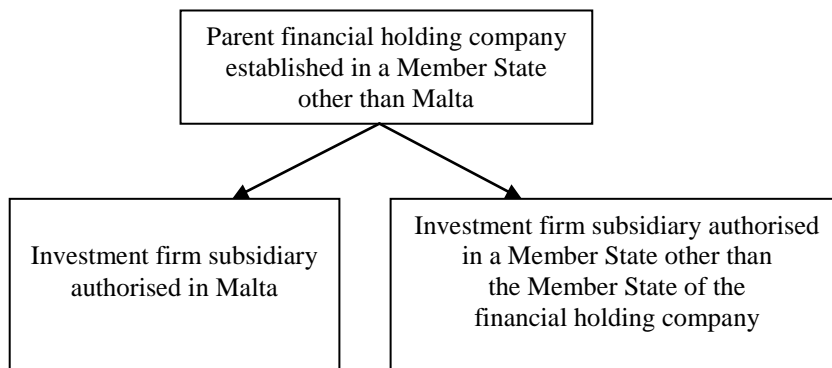 Parent financial holding company
established in a Member State
other than Malta
Investment firm subsidiary
authorised in Malta
Investment firm subsidiary authorised
in a Member State other than
the Member State of the
financial holding company